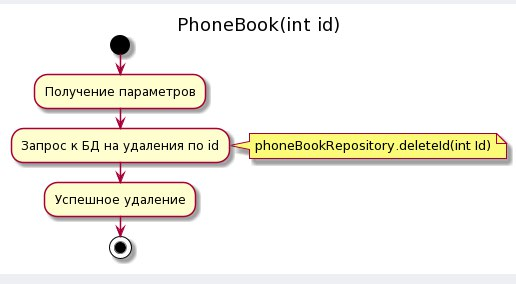 PhoneBook(int id)
Получение параметров
Запрос к БД на удаления по id
phoneBookRepository.deleteId(int Id)
Успешное удаление